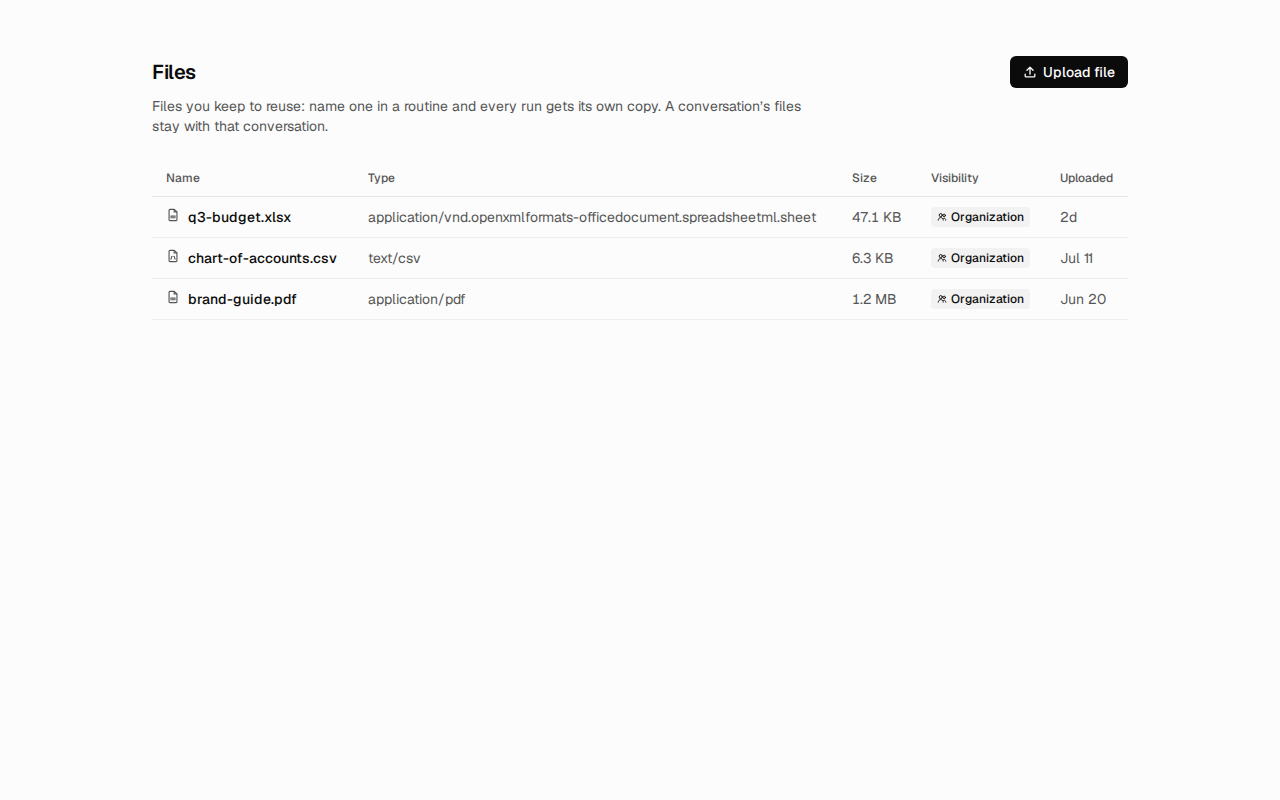 Files
Upload file
Files you keep to reuse: name one in a routine and every run gets its own copy. A conversation's files
stay with that conversation.
Name Type Size Visibility Uploaded
q3-budget.xlsx application/vnd.openxmlformats-officedocument.spreadsheetml.sheet 47.1 KB Organization 2d
chart-of-accounts.csv text/csv 6.3 KB Organization Jul 11
brand-guide.pdf application/pdf 1.2 MB Organization Jun 20